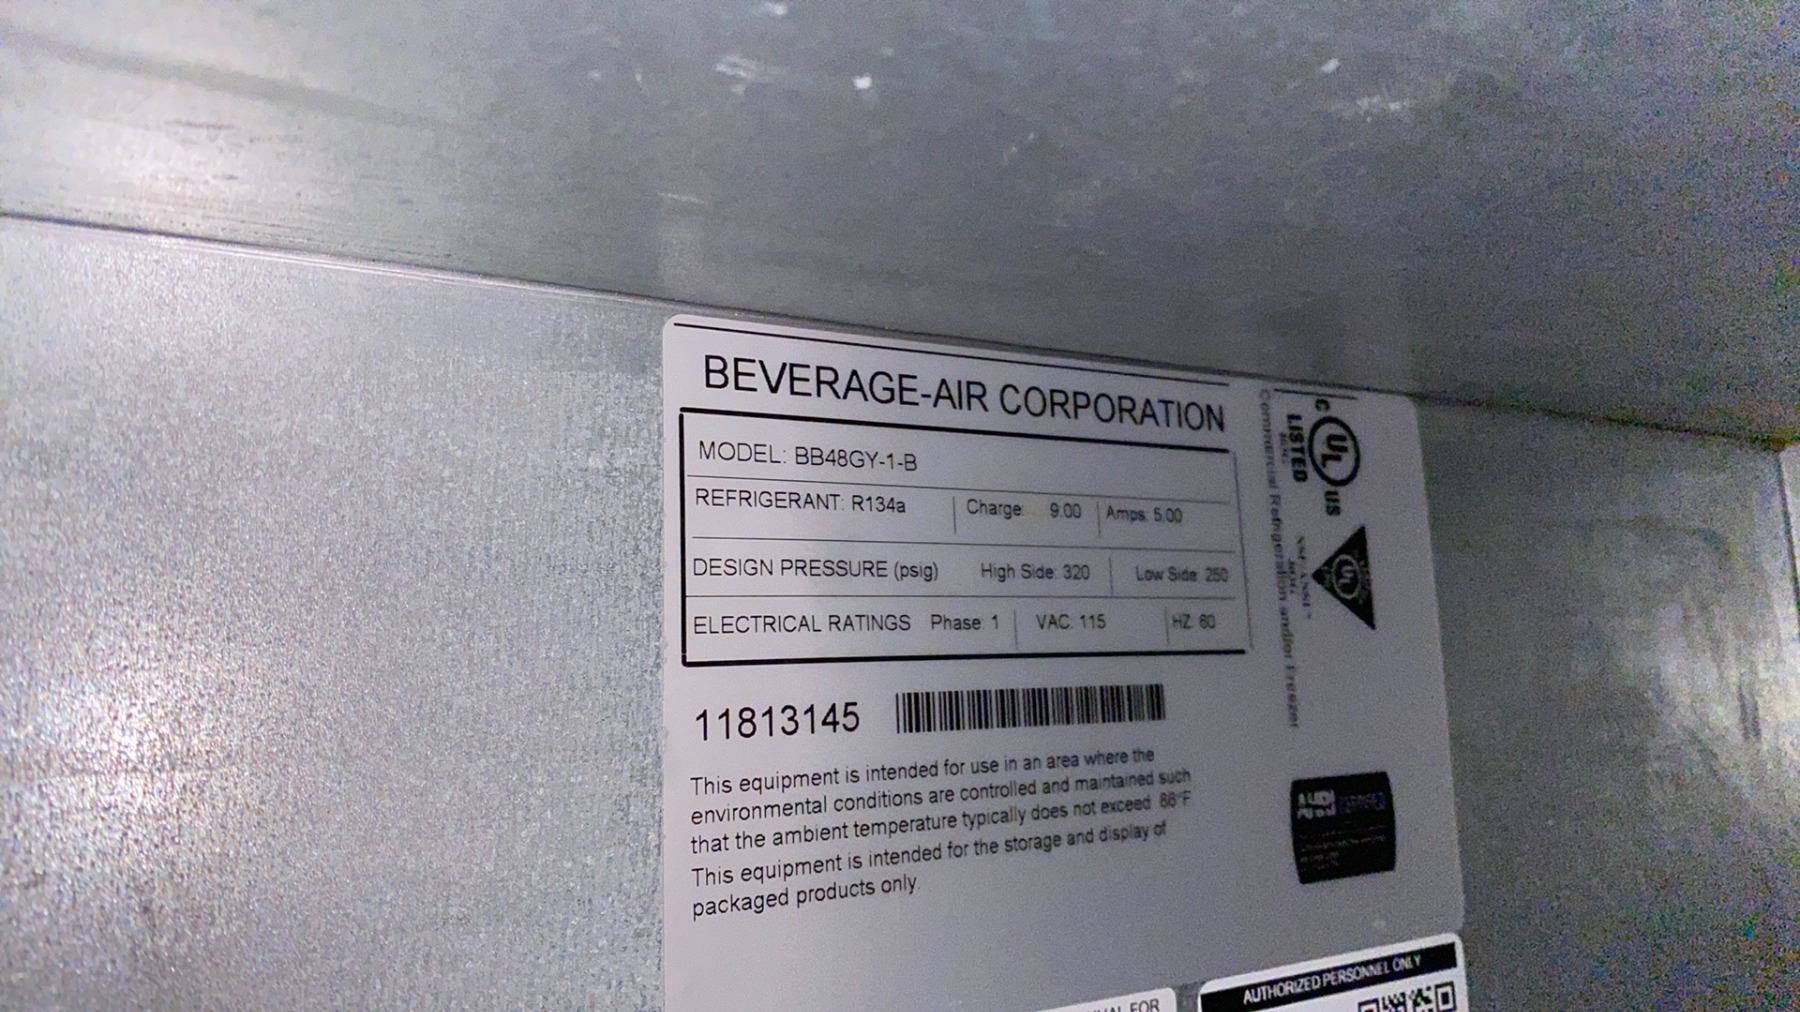 BEVERAGE-AIR CORPORATION
MODEL: BB48GY-1-B
REFRIGERANT: R134a Charge: 9.00 Amps: 5.00
DESIGN PRESSURE (psig) High Side: 320 Low Side: 250
ELECTRICAL RATINGS Phase: 1 VAC: 115 HZ: 60
11813145
This equipment is intended for use in an area where the
environmental conditions are controlled and maintained such
that the ambient temperature typically does not exceed 86°F
This equipment is intended for the storage and display of
packaged products only.
C UL US
LISTED
Commercial Refrigeration and/or Freezer
UL
AUTHORIZED PERSONNEL ONLY
FOR